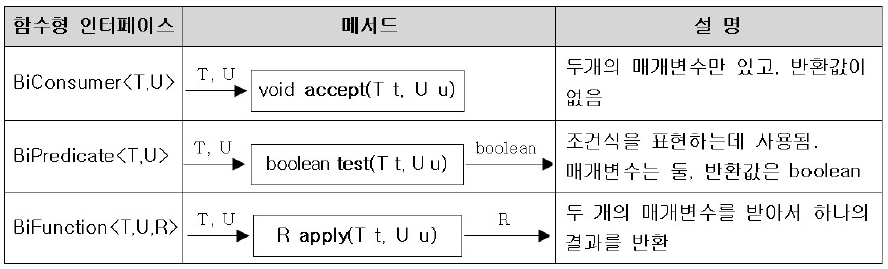 함수형 인터페이스 메서드 설 명
BiConsumer<T,U> T, U void accept(T t, U u) 두개의 매개변수만 있고, 반환값이
없음
BiPredicate<T,U> T, U boolean test(T t, U u) boolean 조건식을 표현하는데 사용됨.
매개변수는 둘, 반환값은 boolean
BiFunction<T,U,R> T, U R apply(T t, U u) R 두 개의 매개변수를 받아서 하나의
결과를 반환